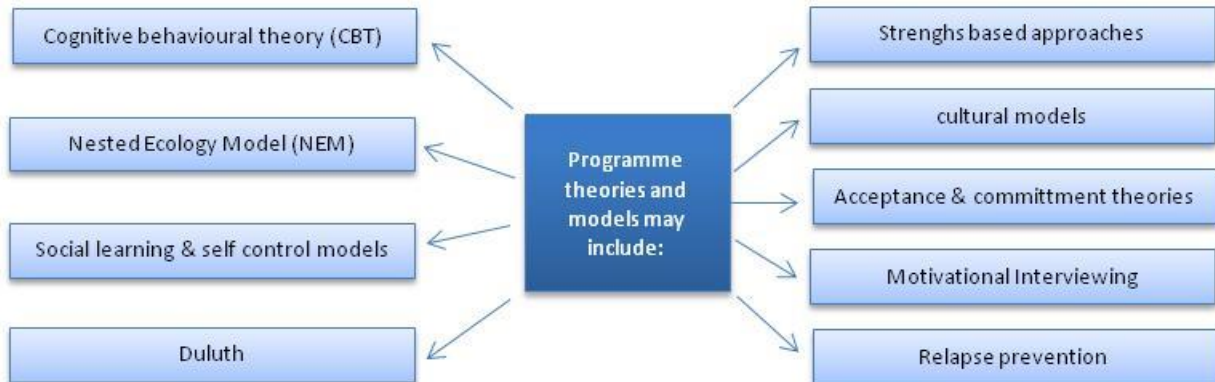 Cognitive behavioural theory (CBT)
Nested Ecology Model (NEM)
Social learning & self control models
Duluth
Programme
theories and
models may
include:
Strenghs based approaches
cultural models
Acceptance & committment theories
Motivational Interviewing
Relapse prevention